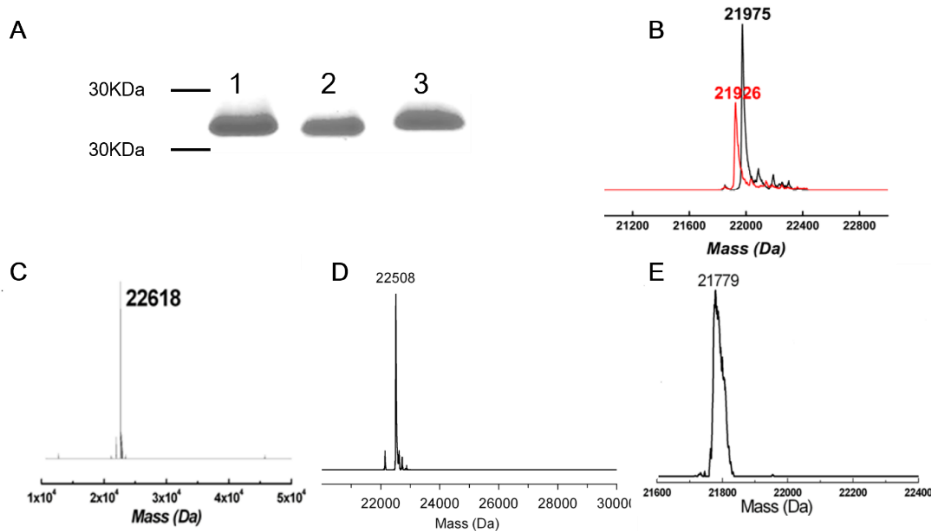 A
30KDa
30KDa
1 2 3
B
21975
21926
21200 21600 22000 22400 22800
Mass (Da)
C
22618
1x10⁴ 2x10⁴ 3x10⁴ 4x10⁴ 5x10⁴
Mass (Da)
D
22508
22000 24000 26000 28000 30000
Mass (Da)
E
21779
21600 21800 22000 22200 22400
Mass (Da)